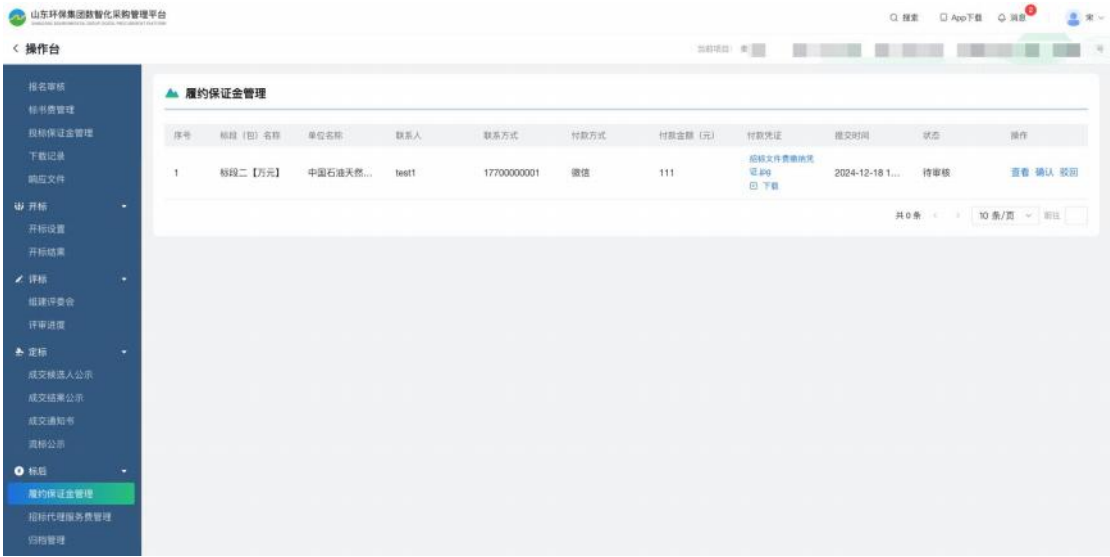 山东环保集团数智化采购管理平台
搜索 App下载 消息 2 宋
操作台
当前项目:
报名审核
标书费管理
投标保证金管理
下载记录
响应文件
开标
开标设置
开标结果
评标
组建评委会
评审进度
定标
成交候选人公示
成交结果公示
成交通知书
流标公示
标后
履约保证金管理
招标代理服务费管理
归档管理
履约保证金管理
序号 标段（包）名称 单位名称 联系人 联系方式 付款方式 付款金额（元） 付款凭证 提交时间 状态 操作
1 标段二【万元】 中国石油天然... test1 17700000001 微信 111 招标文件费缴纳凭证.jpg 下载 2024-12-18 1... 待审核 查看 确认 驳回
共 0 条 10 条/页 前往